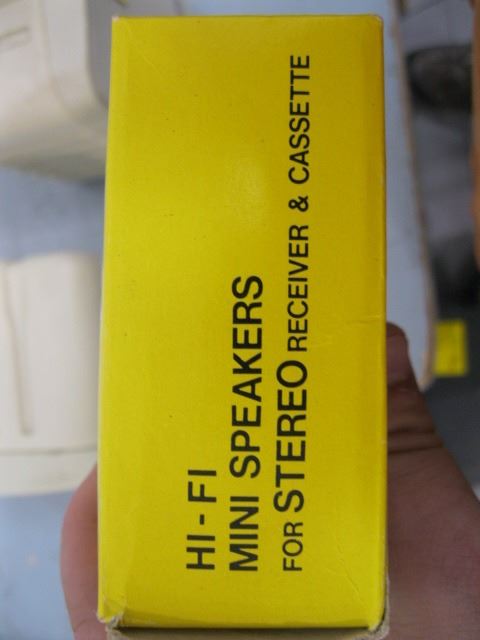 HI-FI
MINI SPEAKERS
FOR STEREO RECEIVER & CASSETTE